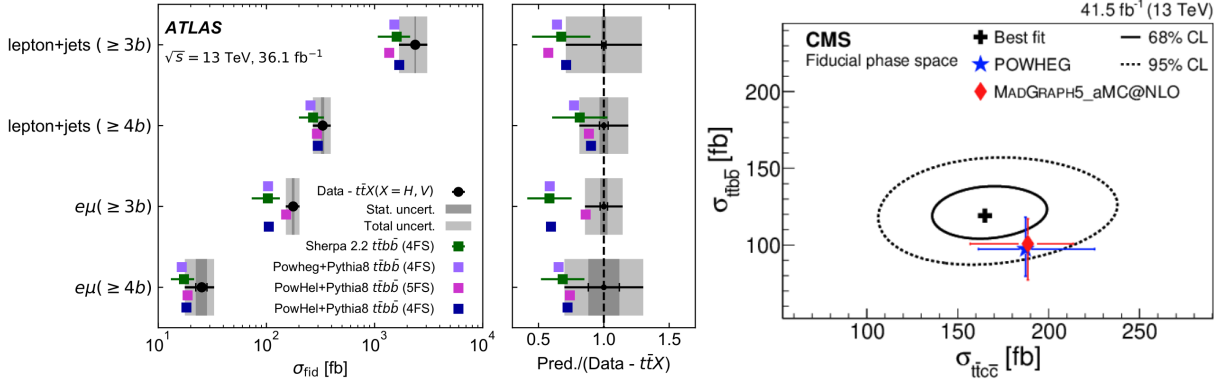 ATLAS
√s = 13 TeV, 36.1 fb⁻¹
lepton+jets (≥ 3b)
lepton+jets (≥ 4b)
eμ(≥ 3b)
eμ(≥ 4b)
Data - tt̄X(X = H, V)
Stat. uncert.
Total uncert.
Sherpa 2.2 tt̄bb̄ (4FS)
Powheg+Pythia8 tt̄bb̄ (4FS)
PowHel+Pythia8 tt̄bb̄ (5FS)
PowHel+Pythia8 tt̄bb̄ (4FS)
10¹ 10² 10³ 10⁴
σfid [fb]
0.5 1.0 1.5
Pred./(Data - tt̄X)
41.5 fb⁻¹ (13 TeV)
CMS
Fiducial phase space
Best fit
POWHEG
MADGRAPH5_aMC@NLO
68% CL
95% CL
σtt̄bb̄ [fb]
200
150
100
100 150 200 250
σtt̄cc̄ [fb]